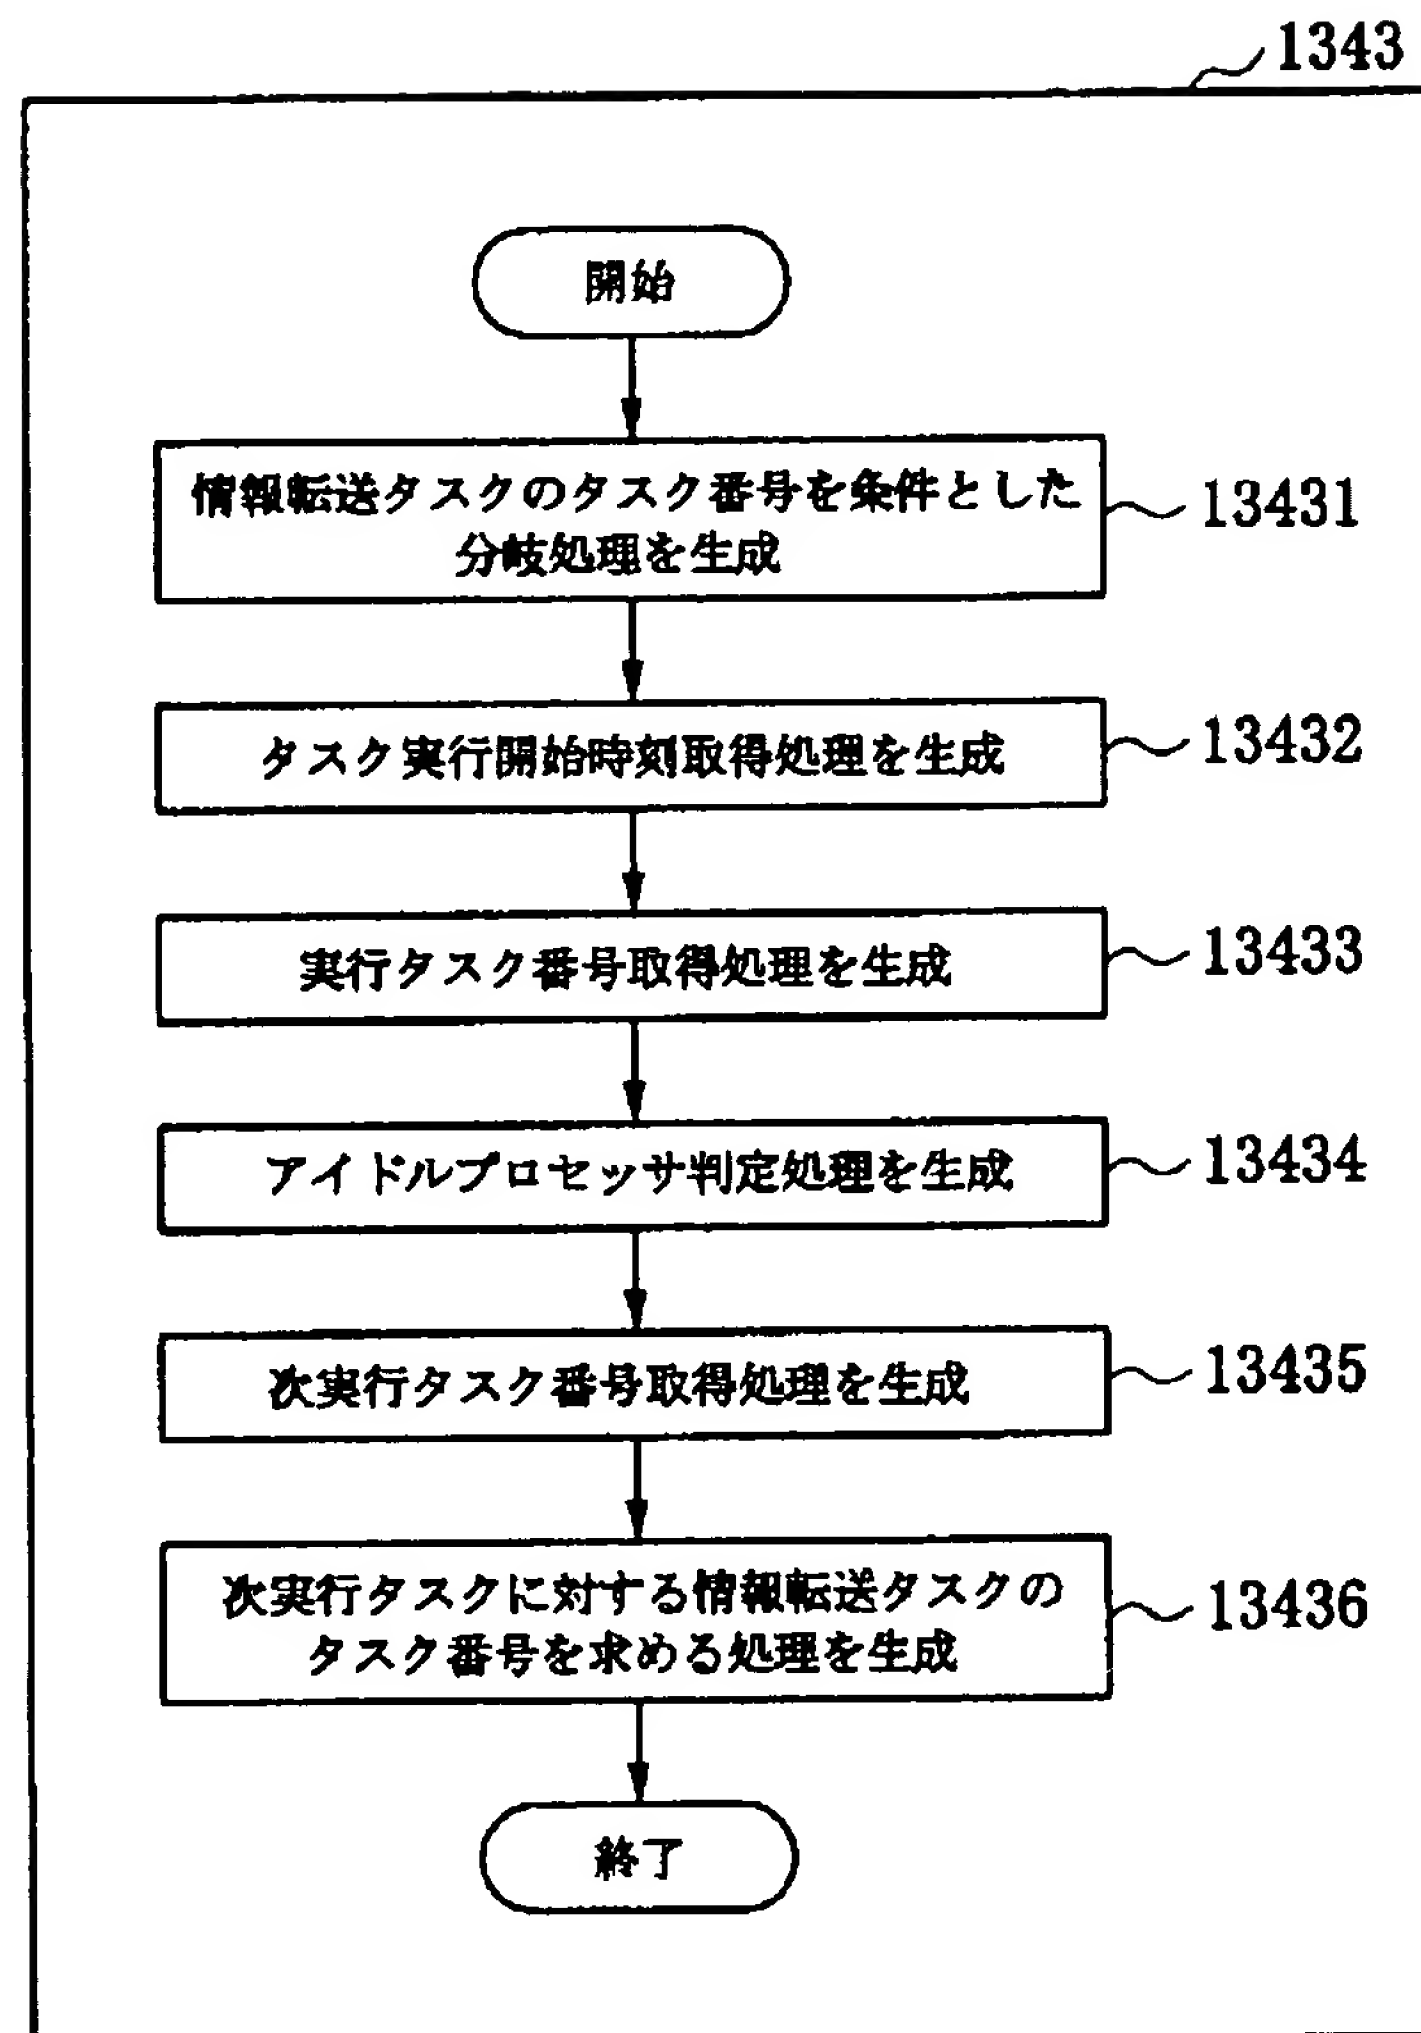 1343
開始
情報転送タスクのタスク番号を条件とした
分岐処理を生成
13431
タスク実行開始時刻取得処理を生成
13432
実行タスク番号取得処理を生成
13433
アイドルプロセッサ判定処理を生成
13434
次実行タスク番号取得処理を生成
13435
次実行タスクに対する情報転送タスクの
タスク番号を求める処理を生成
13436
終了